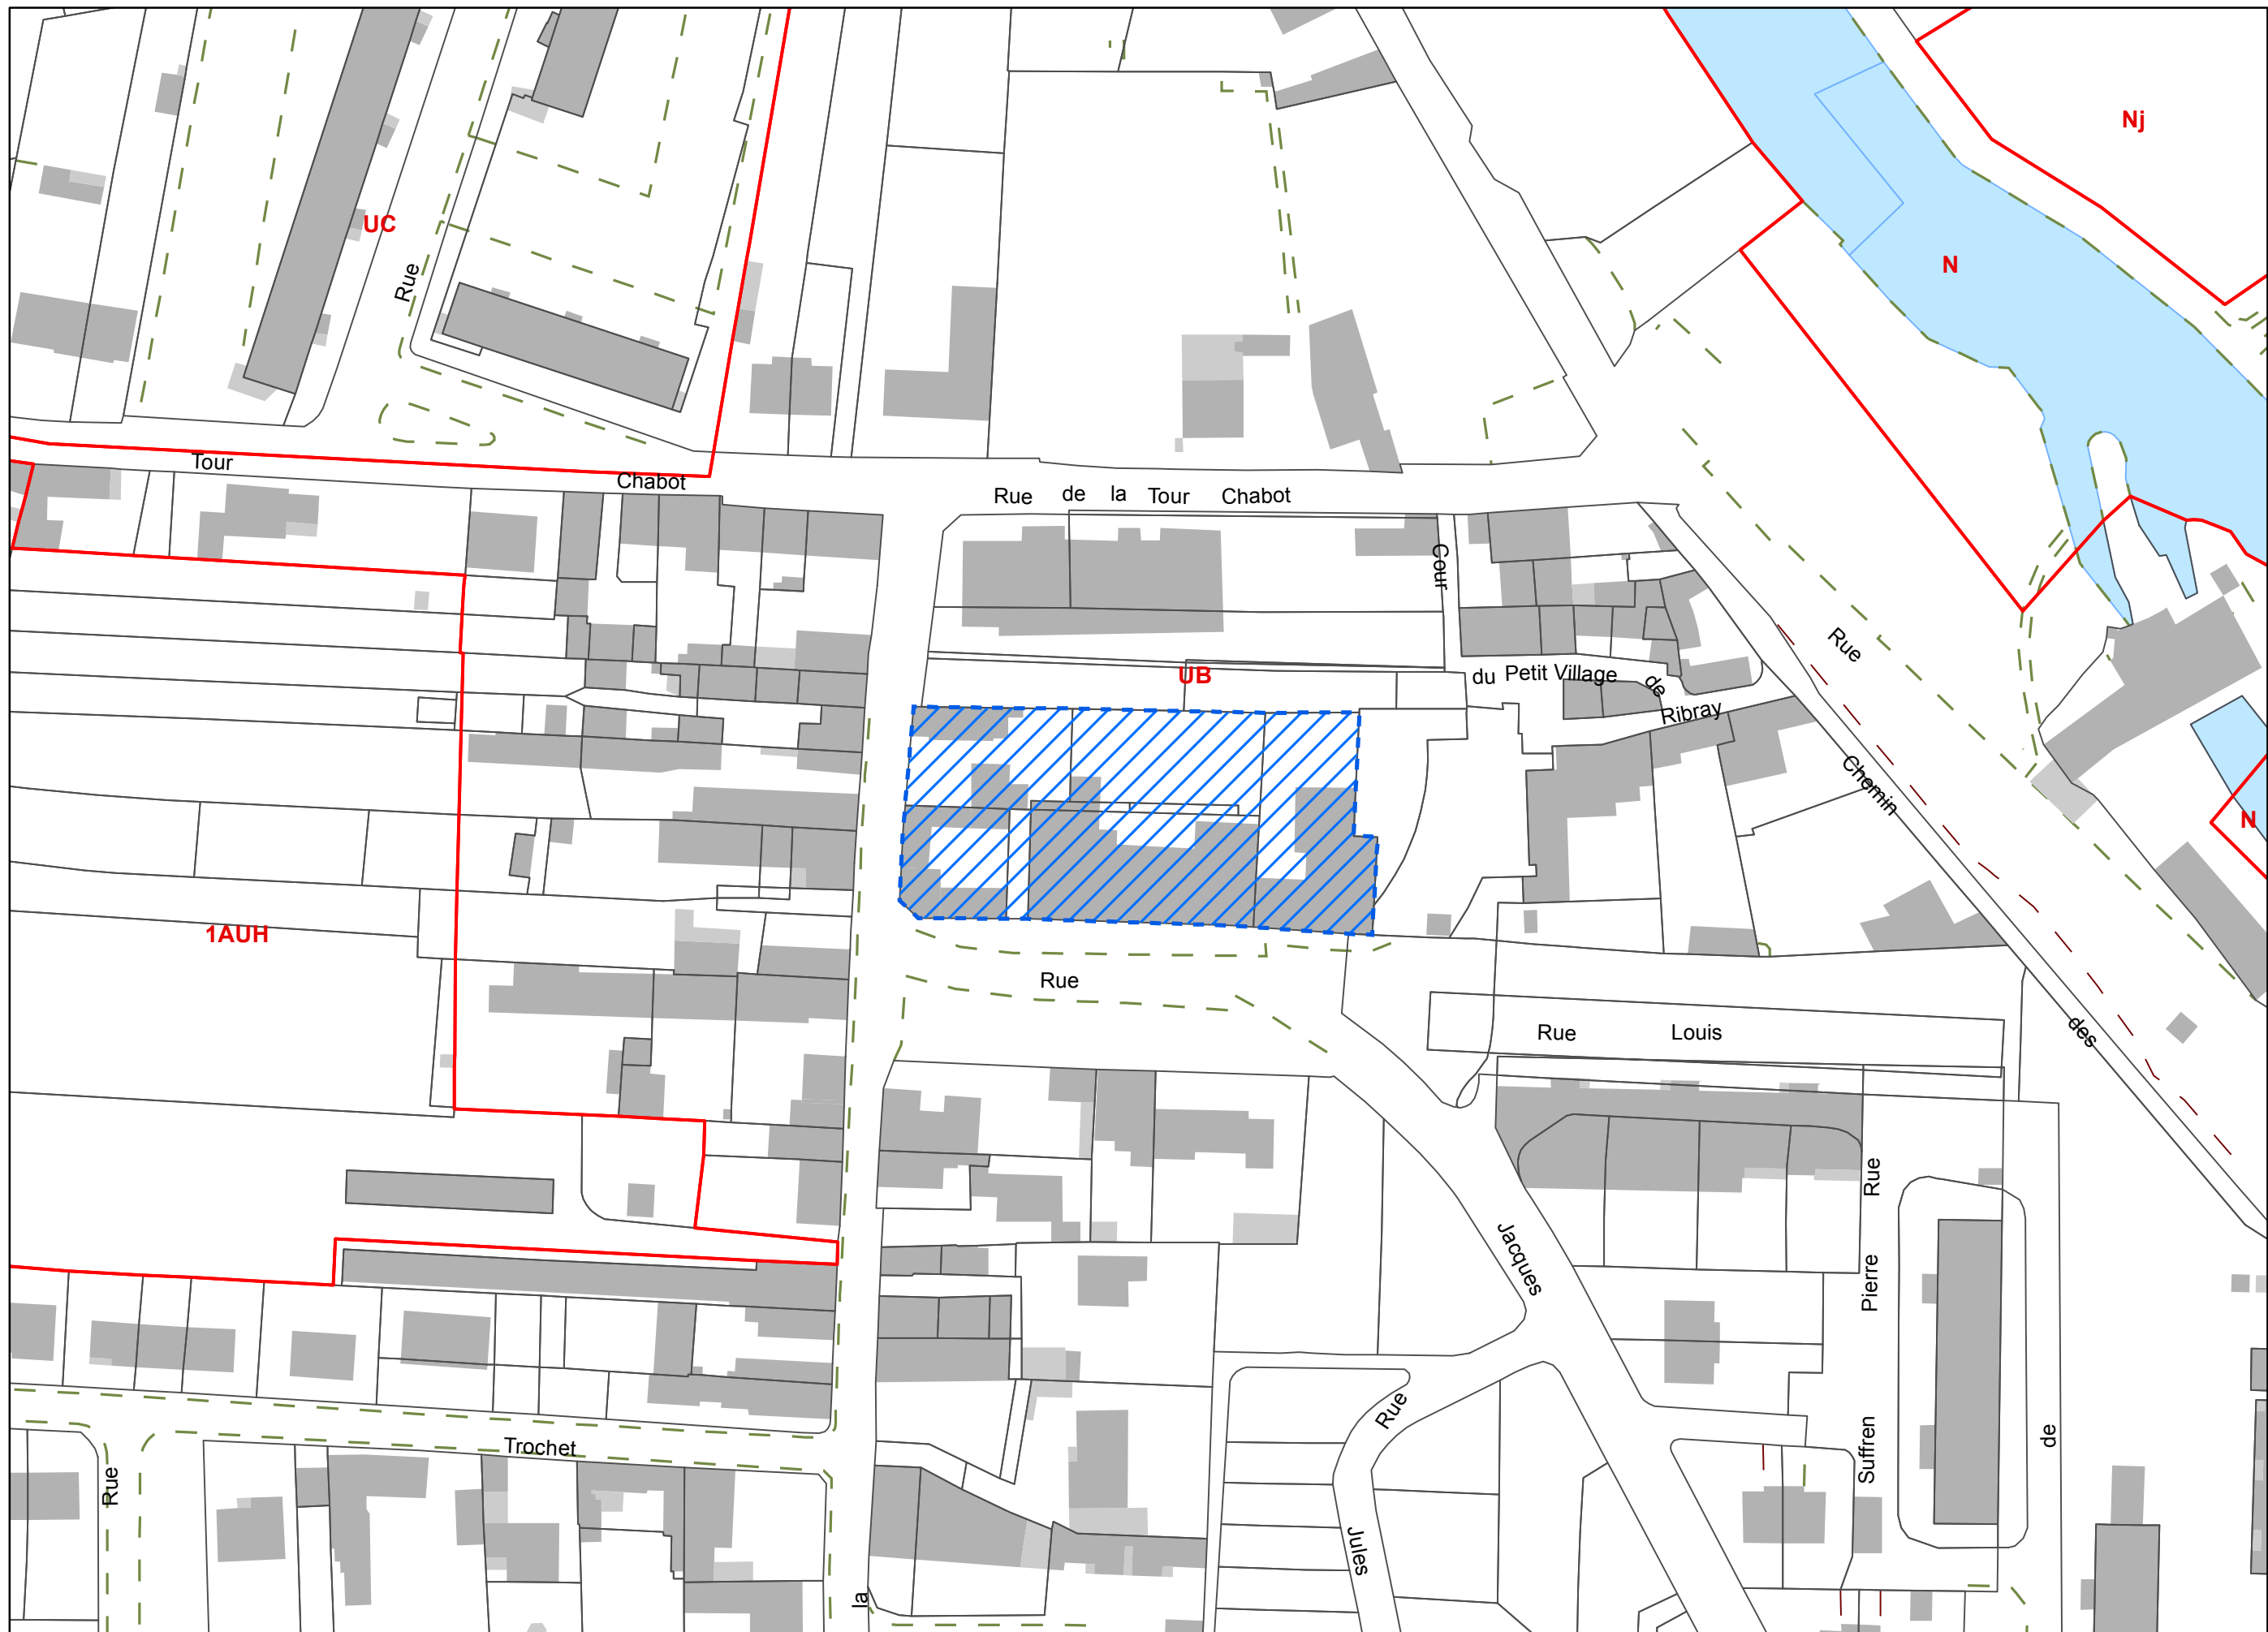 Nj
UC
N
Rue
Tour
Chabot
Rue de la Tour Chabot
Cour
Rue
UB
du Petit Village
de
Ribray
Chemin
N
1AUH
Rue
Rue Louis
des
Rue
Jacques
Pierre
Rue
de
Suffren
Trochet
Rue
Jules
la